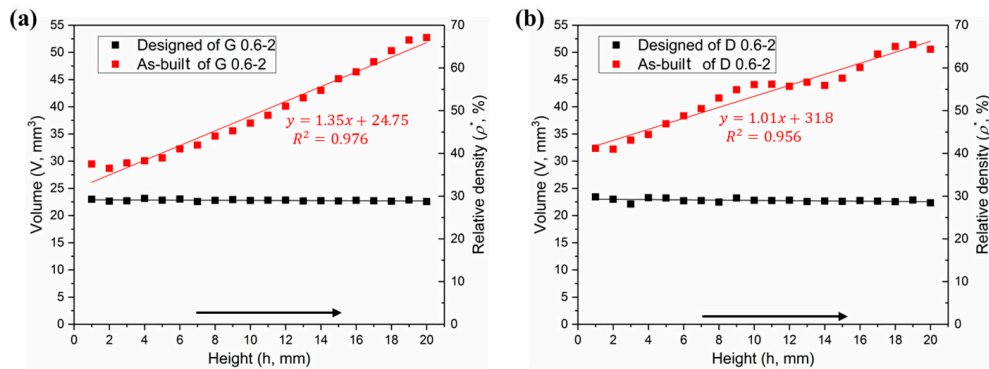 (a)
55
50
45
40
35
30
25
20
15
10
5
0
Volume (V, mm³)
Designed of G 0.6-2
As-built of G 0.6-2
y = 1.35x + 24.75
R² = 0.976
70
60
50
40
30
20
10
0
Relative density (ρ*, %)
0 2 4 6 8 10 12 14 16 18 20
Height (h, mm)
(b)
55
50
45
40
35
30
25
20
15
10
5
0
Volume (V, mm³)
Designed of D 0.6-2
As-built of D 0.6-2
y = 1.01x + 31.8
R² = 0.956
70
60
50
40
30
20
10
0
Relative density (ρ*, %)
0 2 4 6 8 10 12 14 16 18 20
Height (h, mm)